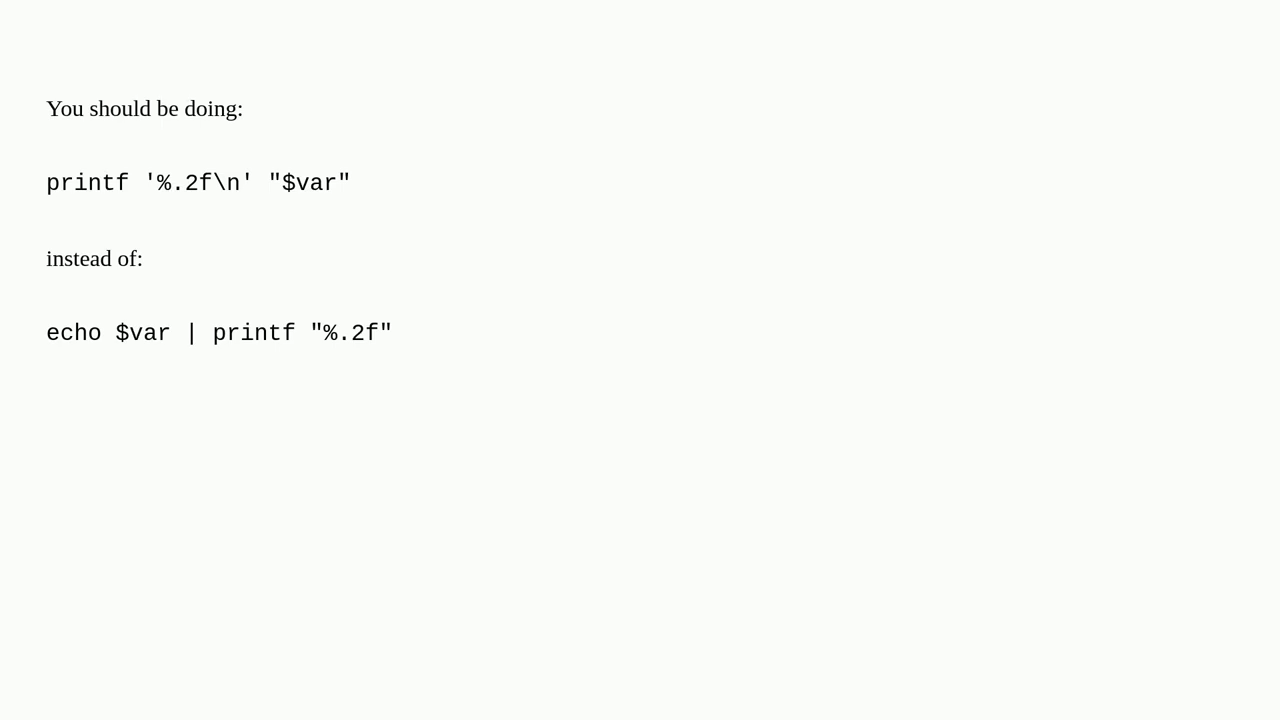 You should be doing:
printf '%.2f\n' "$var"
instead of:
echo $var | printf "%.2f"